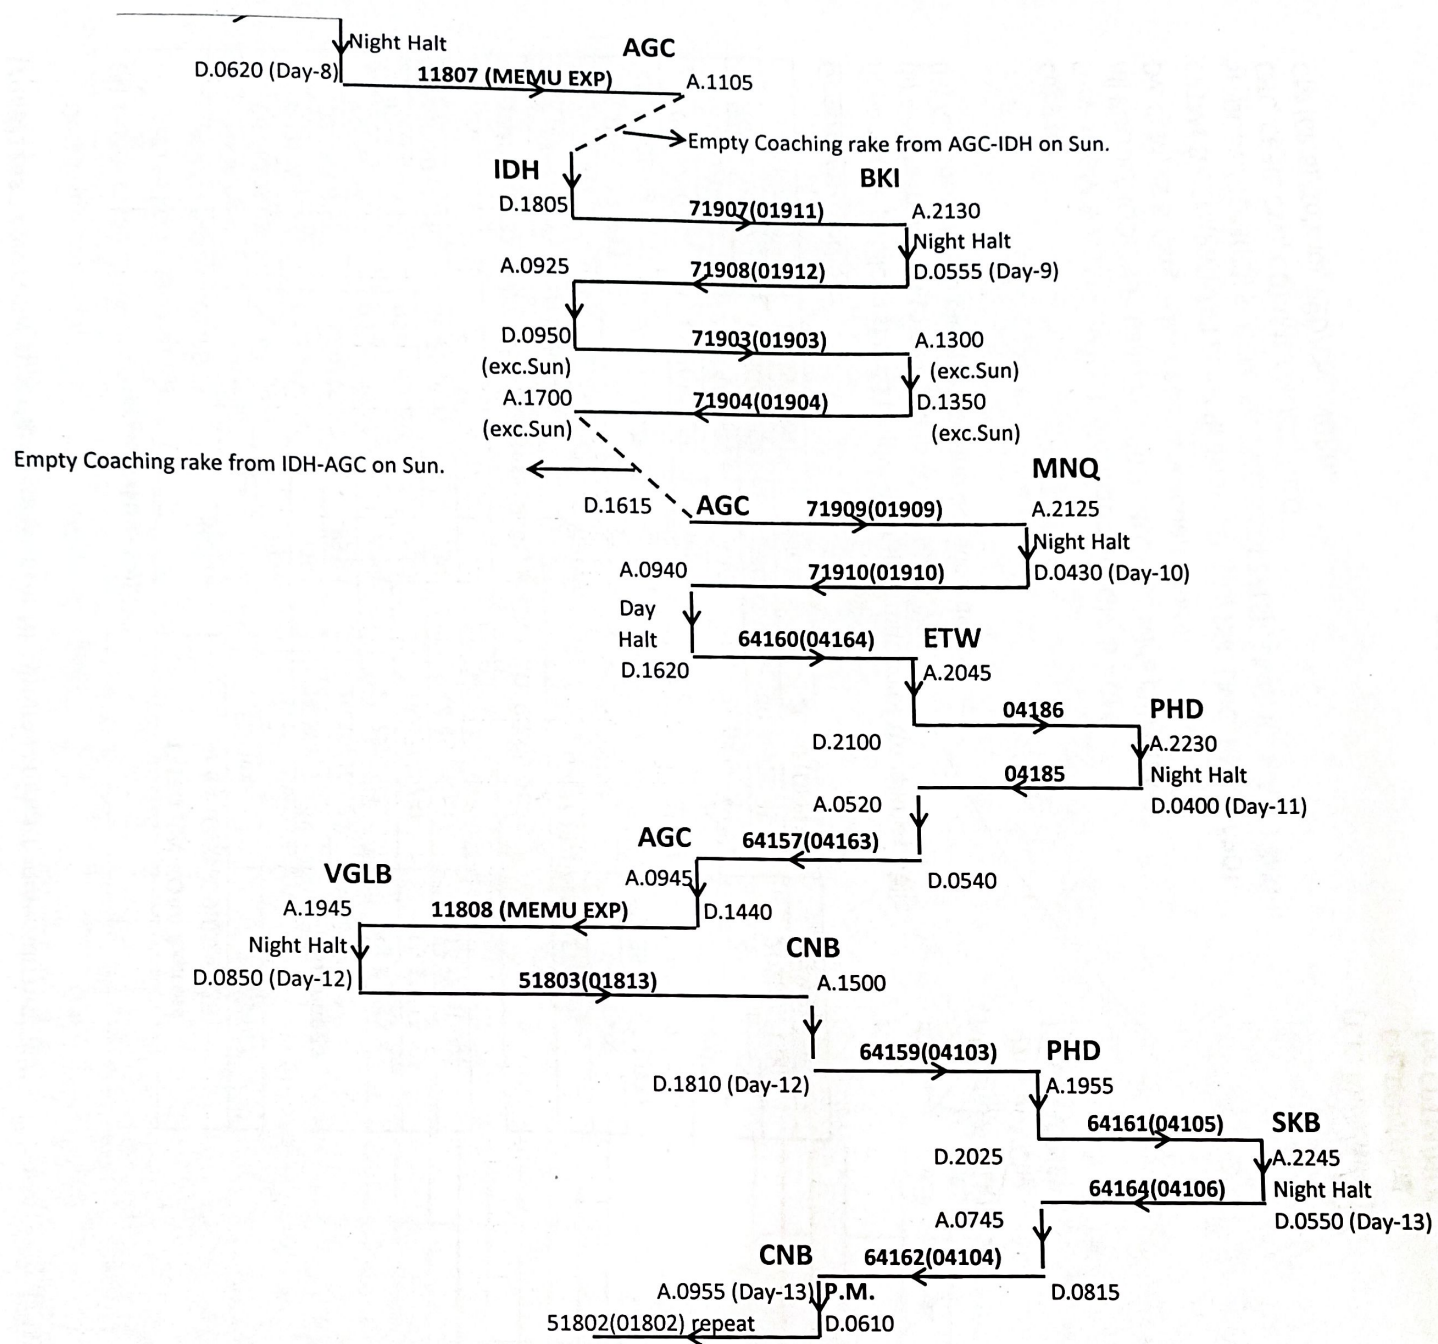 Night Halt
AGC
D.0620 (Day-8)
11807 (MEMU EXP)
A.1105
Empty Coaching rake from AGC-IDH on Sun.
IDH
BKI
D.1805
71907(01911)
A.2130
Night Halt
A.0925
71908(01912)
D.0555 (Day-9)
D.0950
71903(01903)
A.1300
(exc.Sun)
(exc.Sun)
A.1700
71904(01904)
D.1350
(exc.Sun)
(exc.Sun)
Empty Coaching rake from IDH-AGC on Sun.
MNQ
D.1615
AGC
71909(01909)
A.2125
Night Halt
A.0940
71910(01910)
D.0430 (Day-10)
Day
Halt
64160(04164)
ETW
D.1620
A.2045
04186
PHD
D.2100
A.2230
04185
Night Halt
A.0520
D.0400 (Day-11)
AGC
64157(04163)
VGLB
A.0945
D.0540
A.1945
11808 (MEMU EXP)
D.1440
Night Halt
CNB
D.0850 (Day-12)
51803(01813)
A.1500
64159(04103)
PHD
D.1810 (Day-12)
A.1955
64161(04105)
SKB
D.2025
A.2245
64164(04106)
Night Halt
A.0745
D.0550 (Day-13)
CNB
64162(04104)
A.0955 (Day-13)
P.M.
D.0815
51802(01802) repeat
D.0610